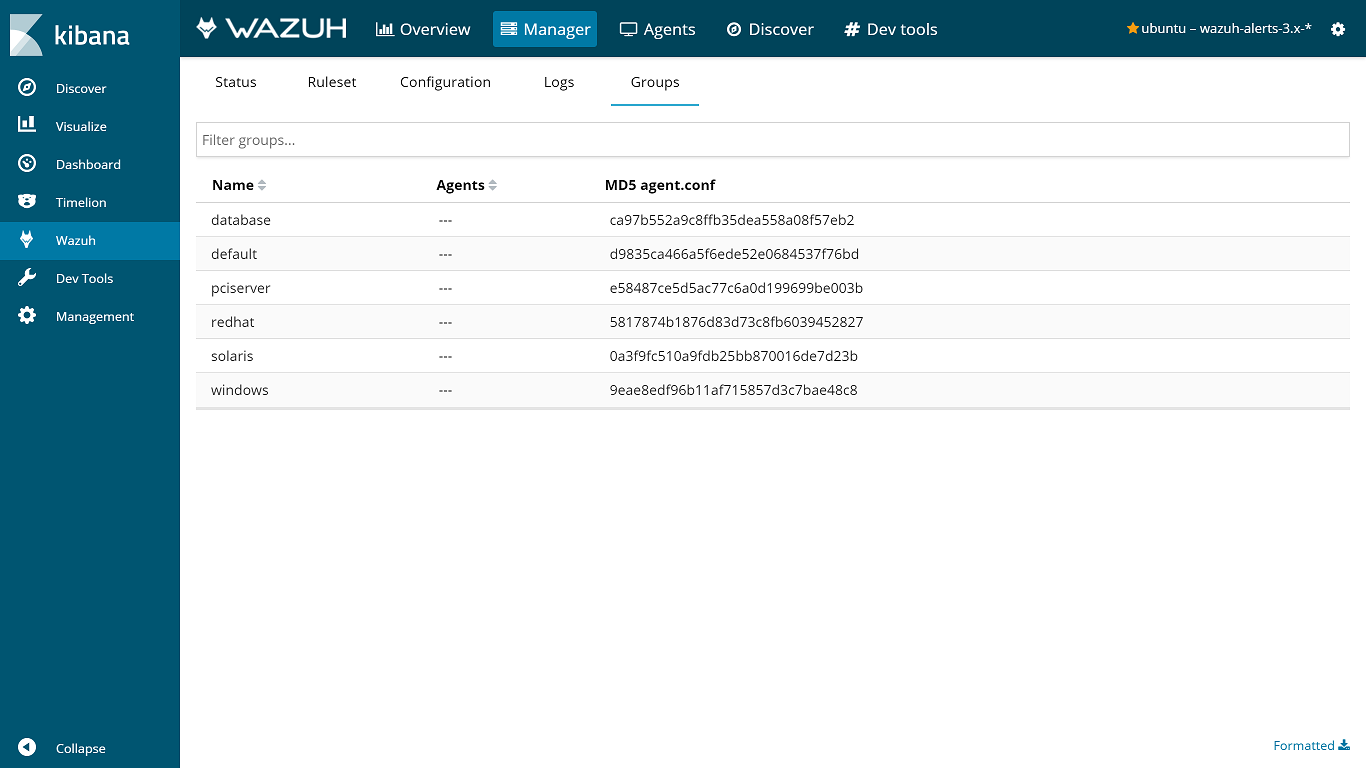 kibana
Discover
Visualize
Dashboard
Timelion
Wazuh
Dev Tools
Management
Collapse
WAZUH Overview Manager Agents Discover # Dev tools ubuntu – wazuh-alerts-3.x-*
Status Ruleset Configuration Logs Groups
Filter groups...
Name Agents MD5 agent.conf
database --- ca97b552a9c8ffb35dea558a08f57eb2
default --- d9835ca466a5f6ede52e0684537f76bd
pciserver --- e58487ce5d5ac77c6a0d199699be003b
redhat --- 5817874b1876d83d73c8fb6039452827
solaris --- 0a3f9fc510a9fdb25bb870016de7d23b
windows --- 9eae8edf96b11af715857d3c7bae48c8
Formatted